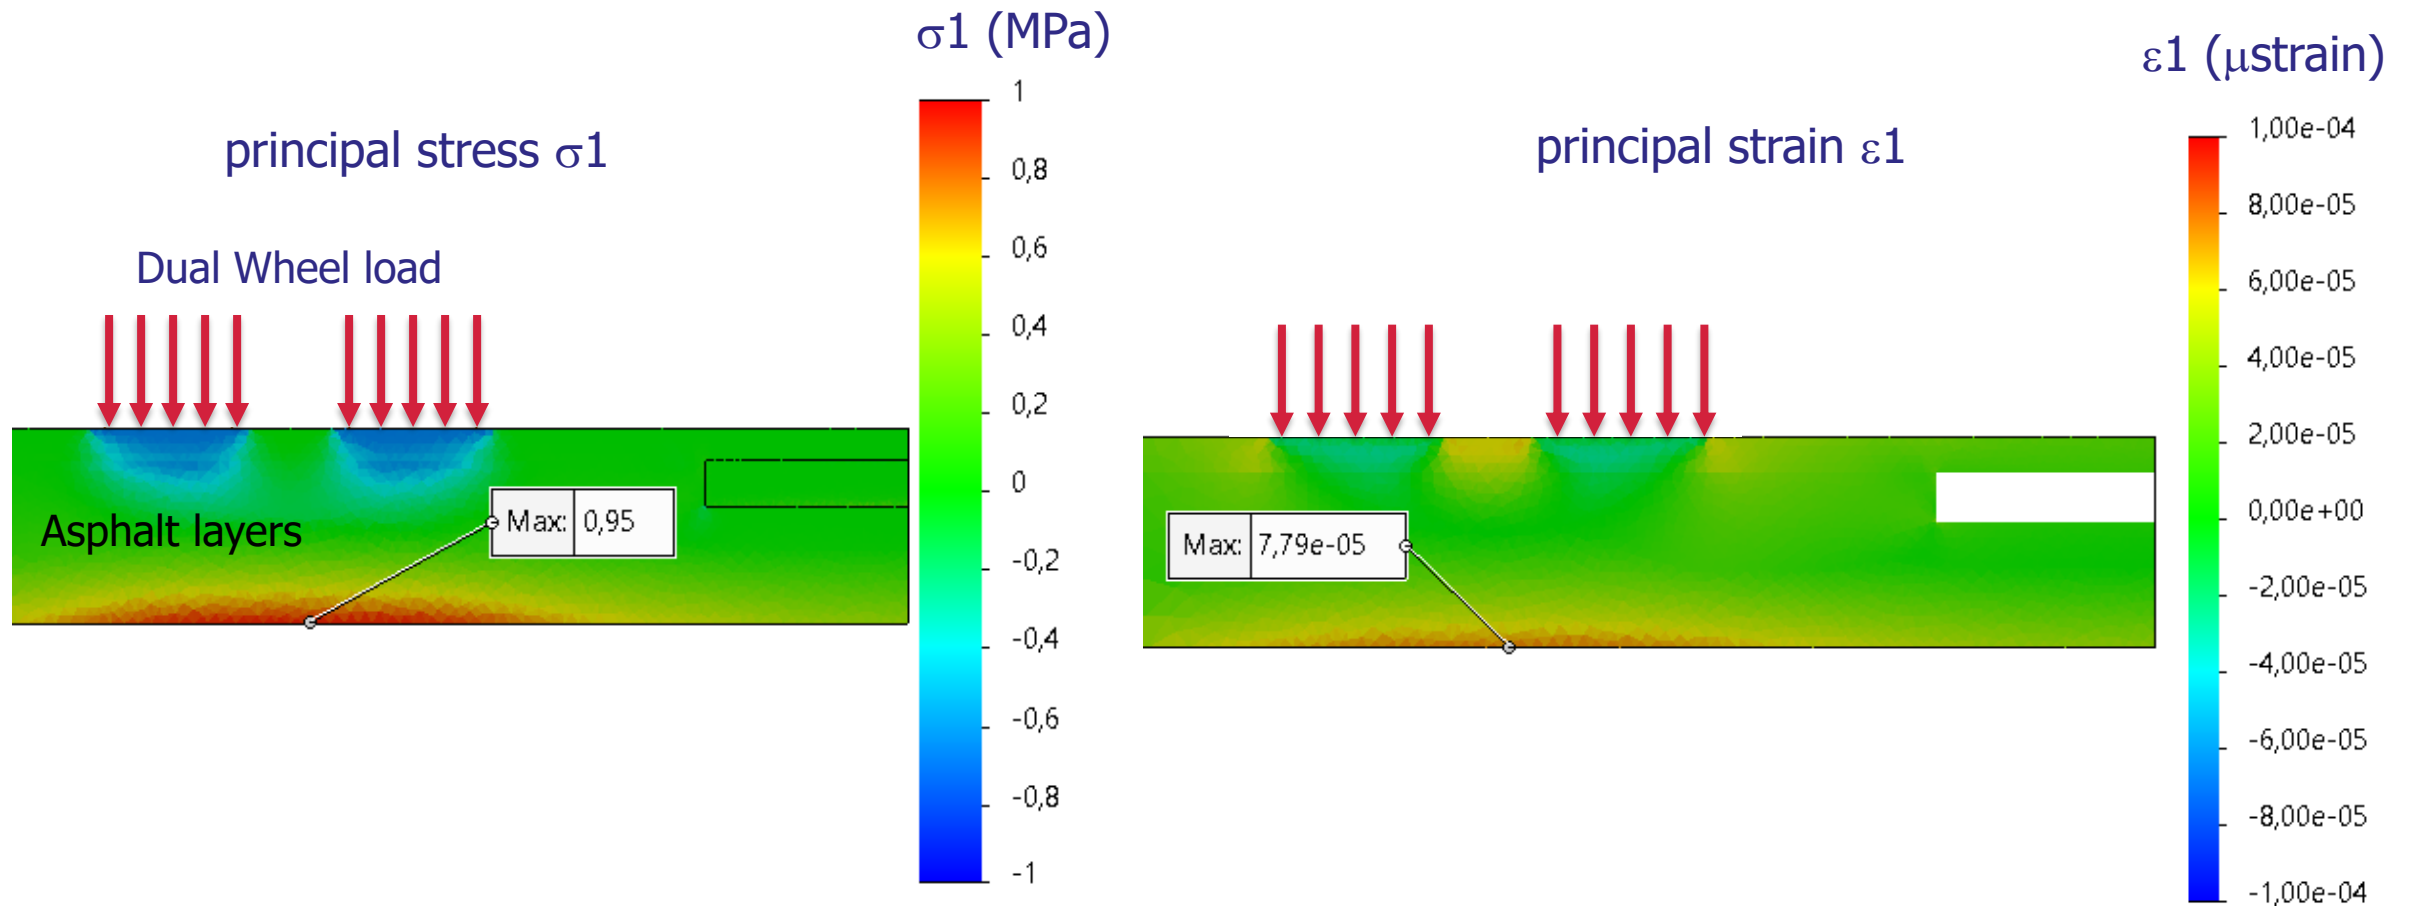 σ1 (MPa)
principal stress σ1
Dual Wheel load
Asphalt layers
Max: 0,95
1
0,8
0,6
0,4
0,2
0
-0,2
-0,4
-0,6
-0,8
-1
ε1 (μstrain)
principal strain ε1
Max: 7,79e-05
1,00e-04
8,00e-05
6,00e-05
4,00e-05
2,00e-05
0,00e+00
-2,00e-05
-4,00e-05
-6,00e-05
-8,00e-05
-1,00e-04